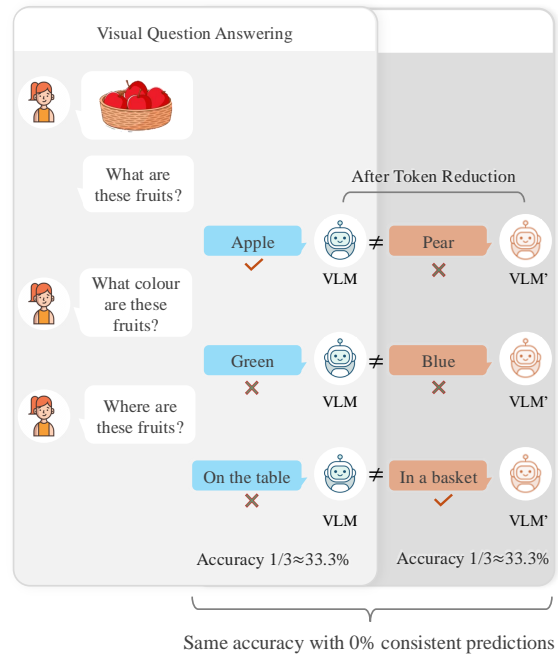 Visual Question Answering
What are
these fruits?
After Token Reduction
Apple
≠
Pear
VLM
VLM’
What colour
are these
fruits?
Green
≠
Blue
VLM
VLM’
Where are
these fruits?
On the table
≠
In a basket
VLM
VLM’
Accuracy 1/3≈33.3%
Accuracy 1/3≈33.3%
Same accuracy with 0% consistent predictions